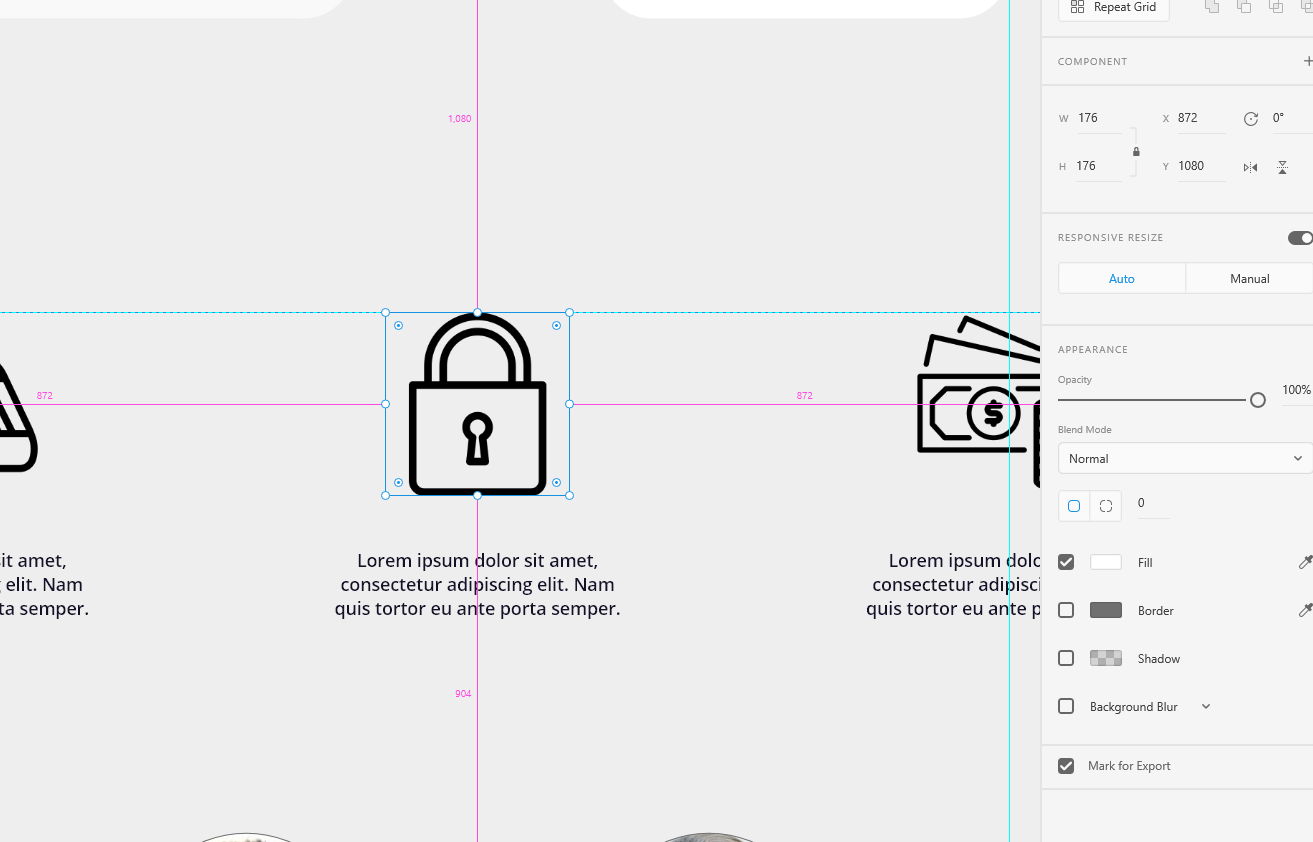 Repeat Grid
COMPONENT
W 176 X 872 0°
H 176 Y 1080
RESPONSIVE RESIZE
Auto Manual
APPEARANCE
Opacity
100%
Blend Mode
Normal
0
Fill
Border
Shadow
Background Blur
Mark for Export
1,080
872
872
$
sit amet,
elit. Nam
ta semper.
Lorem ipsum dolor sit amet,
consectetur adipiscing elit. Nam
quis tortor eu ante porta semper.
Lorem ipsum dolo
consectetur adipisci
quis tortor eu ante p
904